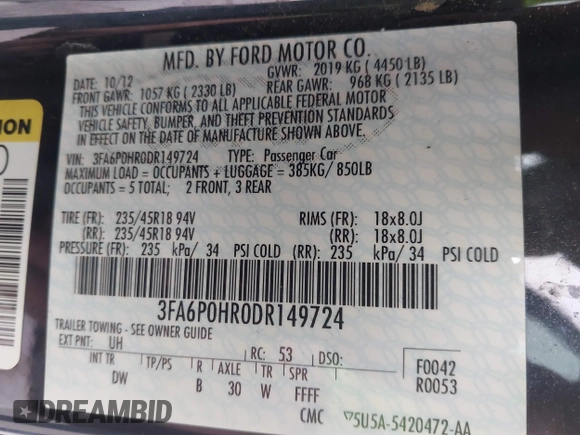 MFD. BY FORD MOTOR CO.
DATE: 10/12 GVWR: 2019 KG ( 4450 LB)
FRONT GAWR: 1057 KG ( 2330 LB) REAR GAWR: 968 KG ( 2135 LB)
THIS VEHICLE CONFORMS TO ALL APPLICABLE FEDERAL MOTOR
VEHICLE SAFETY, BUMPER, AND THEFT PREVENTION STANDARDS
IN EFFECT ON THE DATE OF MANUFACTURE SHOWN ABOVE.
VIN: 3FA6P0HR0DR149724 TYPE: Passenger Car
MAXIMUM LOAD = OCCUPANTS + LUGGAGE = 385KG/ 850LB
OCCUPANTS = 5 TOTAL; 2 FRONT, 3 REAR
TIRE (FR): 235/45R18 94V RIMS (FR): 18x8.0J
(RR): 235/45R18 94V (RR): 18x8.0J
PRESSURE (FR): 235 kPa/ 34 PSI COLD (RR): 235 kPa/ 34 PSI COLD
3FA6P0HR0DR149724
TRAILER TOWING - SEE OWNER GUIDE
EXT PNT: UH RC: 53 DSO: F0042
INT TR TP/PS R AXLE TR SPR R0053
DW B 30 W FFFF
CMC 5U5A-5420472-AA
DREAMBID